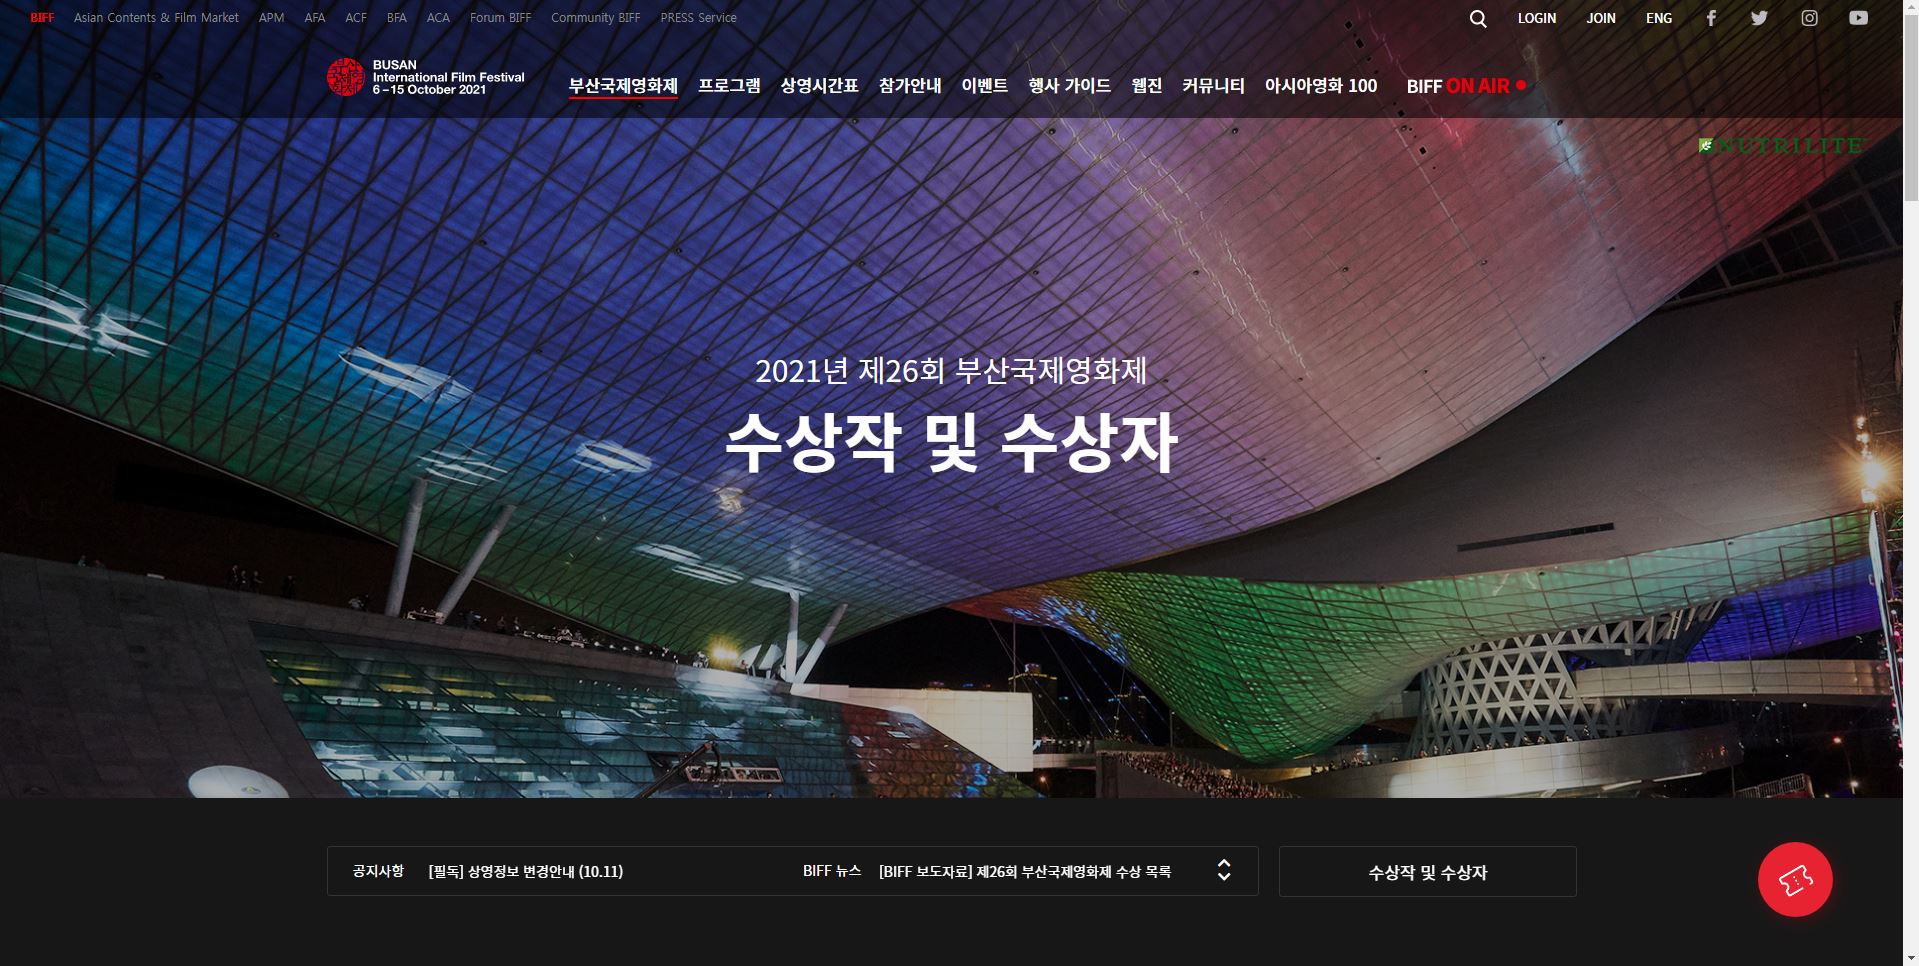 BIFF Asian Contents & Film Market APM AFA ACF BFA ACA Forum BIFF Community BIFF PRESS Service LOGIN JOIN ENG
BUSAN
International Film Festival
6–15 October 2021
부산국제영화제 프로그램 상영시간표 참가안내 이벤트 행사 가이드 웹진 커뮤니티 아시아영화 100 BIFF ON AIR
NUTRILITE
2021년 제26회 부산국제영화제
수상작 및 수상자
공지사항 [필독] 상영정보 변경안내 (10.11) BIFF 뉴스 [BIFF 보도자료] 제26회 부산국제영화제 수상 목록 수상작 및 수상자